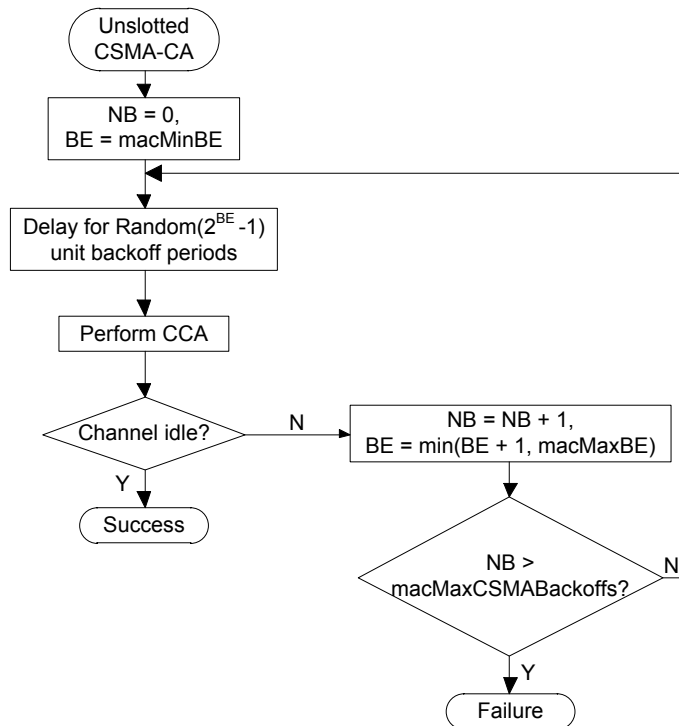 Unslotted
CSMA-CA
NB = 0,
BE = macMinBE
Delay for Random(2^BE -1)
unit backoff periods
Perform CCA
Channel idle?
N
NB = NB + 1,
BE = min(BE + 1, macMaxBE)
Y
Success
NB >
macMaxCSMABackoffs?
N
Y
Failure